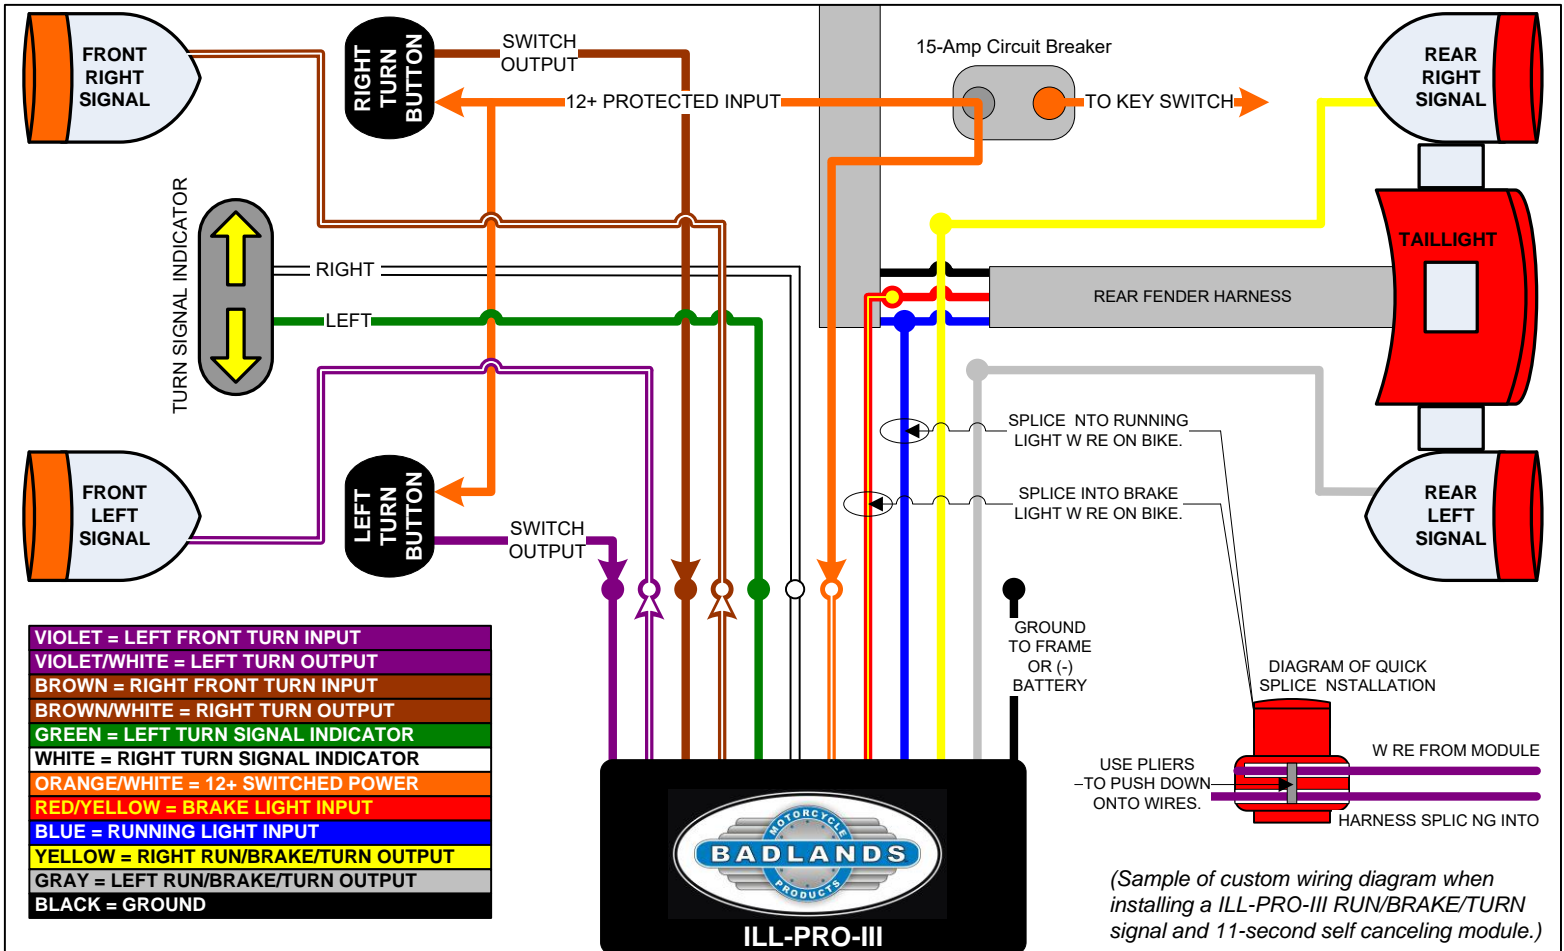 FRONT
RIGHT
SIGNAL
RIGHT
TURN
BUTTON
SWITCH
OUTPUT
12+ PROTECTED INPUT
15-Amp Circuit Breaker
TO KEY SWITCH
REAR
RIGHT
SIGNAL
TURN SIGNAL INDICATOR
RIGHT
LEFT
TAILLIGHT
REAR FENDER HARNESS
SPLICE NTO RUNNING
LIGHT W RE ON BIKE.
SPLICE INTO BRAKE
LIGHT W RE ON BIKE.
FRONT
LEFT
SIGNAL
LEFT
TURN
BUTTON
SWITCH
OUTPUT
REAR
LEFT
SIGNAL
GROUND
TO FRAME
OR (-)
BATTERY
VIOLET = LEFT FRONT TURN INPUT
VIOLET/WHITE = LEFT TURN OUTPUT
BROWN = RIGHT FRONT TURN INPUT
BROWN/WHITE = RIGHT TURN OUTPUT
GREEN = LEFT TURN SIGNAL INDICATOR
WHITE = RIGHT TURN SIGNAL INDICATOR
ORANGE/WHITE = 12+ SWITCHED POWER
RED/YELLOW = BRAKE LIGHT INPUT
BLUE = RUNNING LIGHT INPUT
YELLOW = RIGHT RUN/BRAKE/TURN OUTPUT
GRAY = LEFT RUN/BRAKE/TURN OUTPUT
BLACK = GROUND
MOTORCYCLE
BADLANDS
PRODUCTS
ILL-PRO-III
DIAGRAM OF QUICK
SPLICE NSTALLATION
W RE FROM MODULE
USE PLIERS
TO PUSH DOWN
ONTO WIRES.
HARNESS SPLIC NG INTO
(Sample of custom wiring diagram when
installing a ILL-PRO-III RUN/BRAKE/TURN
signal and 11-second self canceling module.)